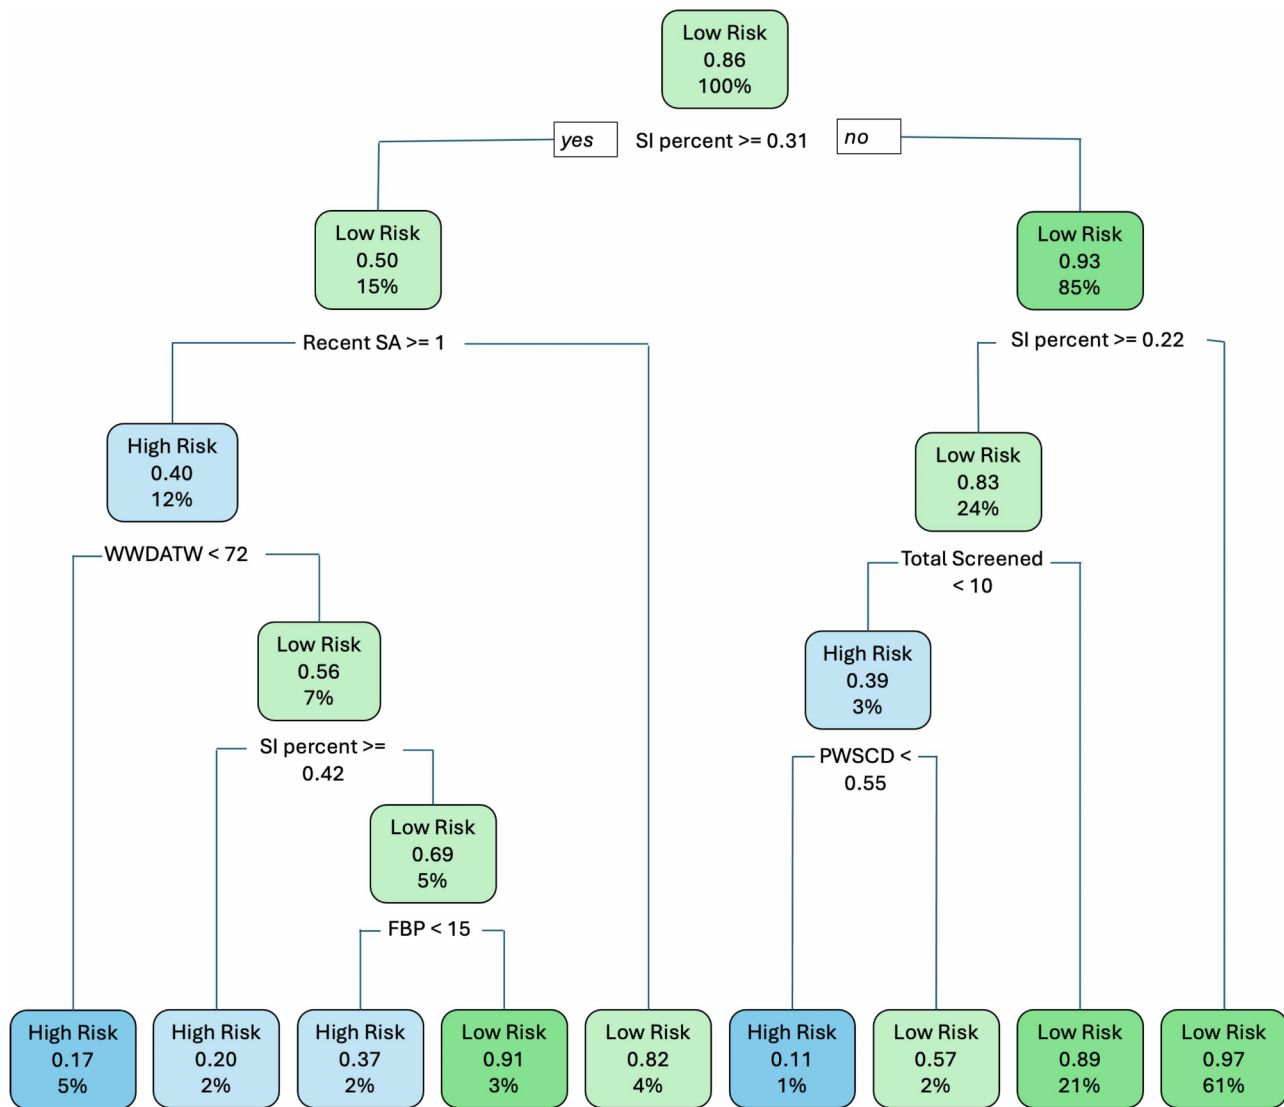 Low Risk
0.86
100%
yes
SI percent >= 0.31
no
Low Risk
0.50
15%
Low Risk
0.93
85%
Recent SA >= 1
SI percent >= 0.22
High Risk
0.40
12%
Low Risk
0.83
24%
WWDATW < 72
Total Screened
< 10
Low Risk
0.56
7%
High Risk
0.39
3%
SI percent >=
0.42
PWSCD <
0.55
Low Risk
0.69
5%
FBP < 15
High Risk
0.17
5%
High Risk
0.20
2%
High Risk
0.37
2%
Low Risk
0.91
3%
Low Risk
0.82
4%
High Risk
0.11
1%
Low Risk
0.57
2%
Low Risk
0.89
21%
Low Risk
0.97
61%